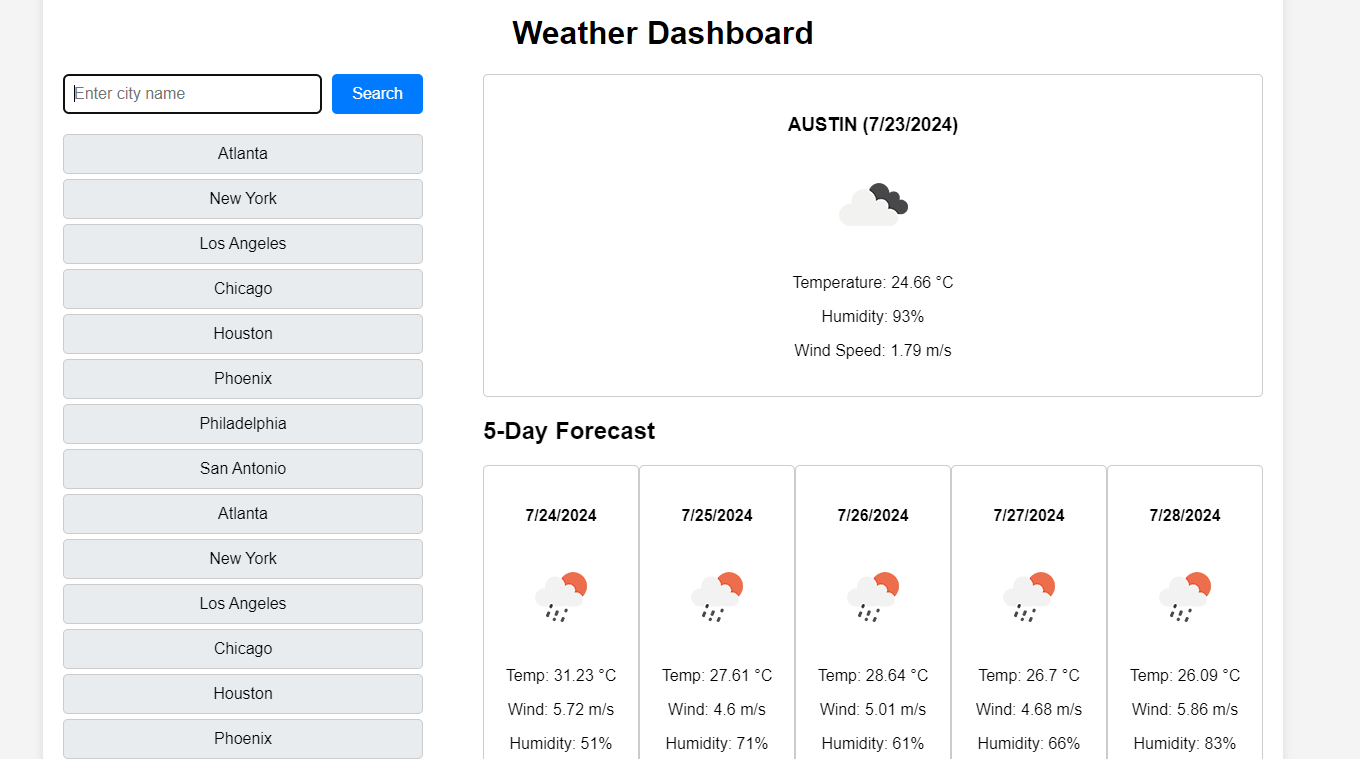 Weather Dashboard
Enter city name
Search
Atlanta
New York
Los Angeles
Chicago
Houston
Phoenix
Philadelphia
San Antonio
Atlanta
New York
Los Angeles
Chicago
Houston
Phoenix
AUSTIN (7/23/2024)
Temperature: 24.66 °C
Humidity: 93%
Wind Speed: 1.79 m/s
5-Day Forecast
7/24/2024
Temp: 31.23 °C
Wind: 5.72 m/s
Humidity: 51%
7/25/2024
Temp: 27.61 °C
Wind: 4.6 m/s
Humidity: 71%
7/26/2024
Temp: 28.64 °C
Wind: 5.01 m/s
Humidity: 61%
7/27/2024
Temp: 26.7 °C
Wind: 4.68 m/s
Humidity: 66%
7/28/2024
Temp: 26.09 °C
Wind: 5.86 m/s
Humidity: 83%